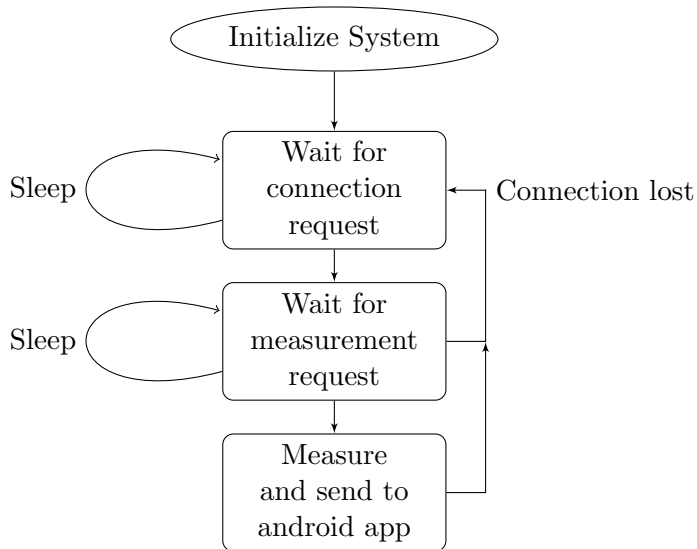 Initialize System
Wait for
connection
request
Sleep
Connection lost
Wait for
measurement
request
Sleep
Measure
and send to
android app